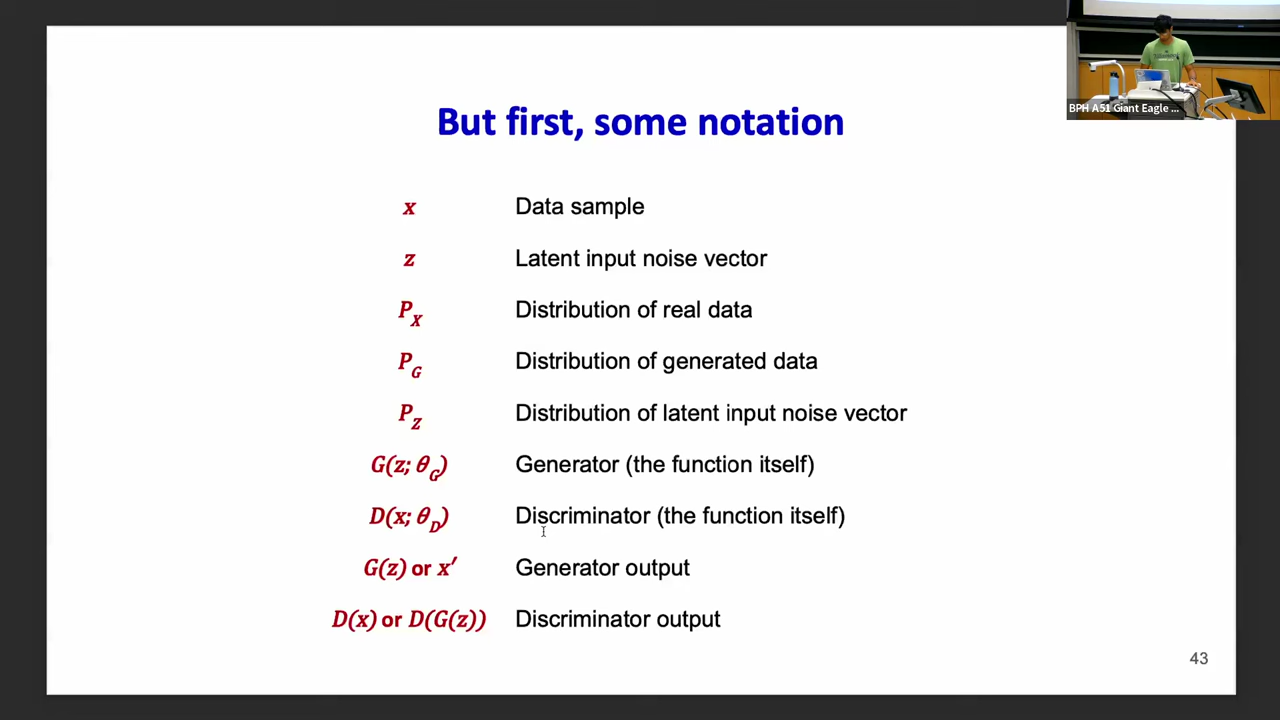 BPH A51 Giant Eagle ...
But first, some notation
x Data sample
z Latent input noise vector
P_X Distribution of real data
P_G Distribution of generated data
P_Z Distribution of latent input noise vector
G(z; θ_G) Generator (the function itself)
D(x; θ_D) Discriminator (the function itself)
G(z) or x′ Generator output
D(x) or D(G(z)) Discriminator output
43